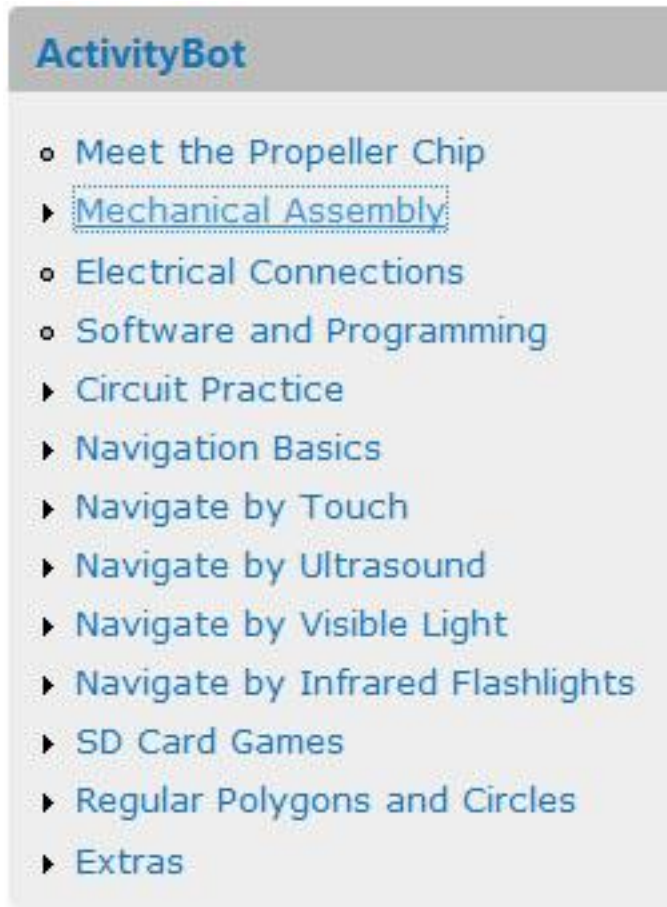 ActivityBot
Meet the Propeller Chip
Mechanical Assembly
Electrical Connections
Software and Programming
Circuit Practice
Navigation Basics
Navigate by Touch
Navigate by Ultrasound
Navigate by Visible Light
Navigate by Infrared Flashlights
SD Card Games
Regular Polygons and Circles
Extras